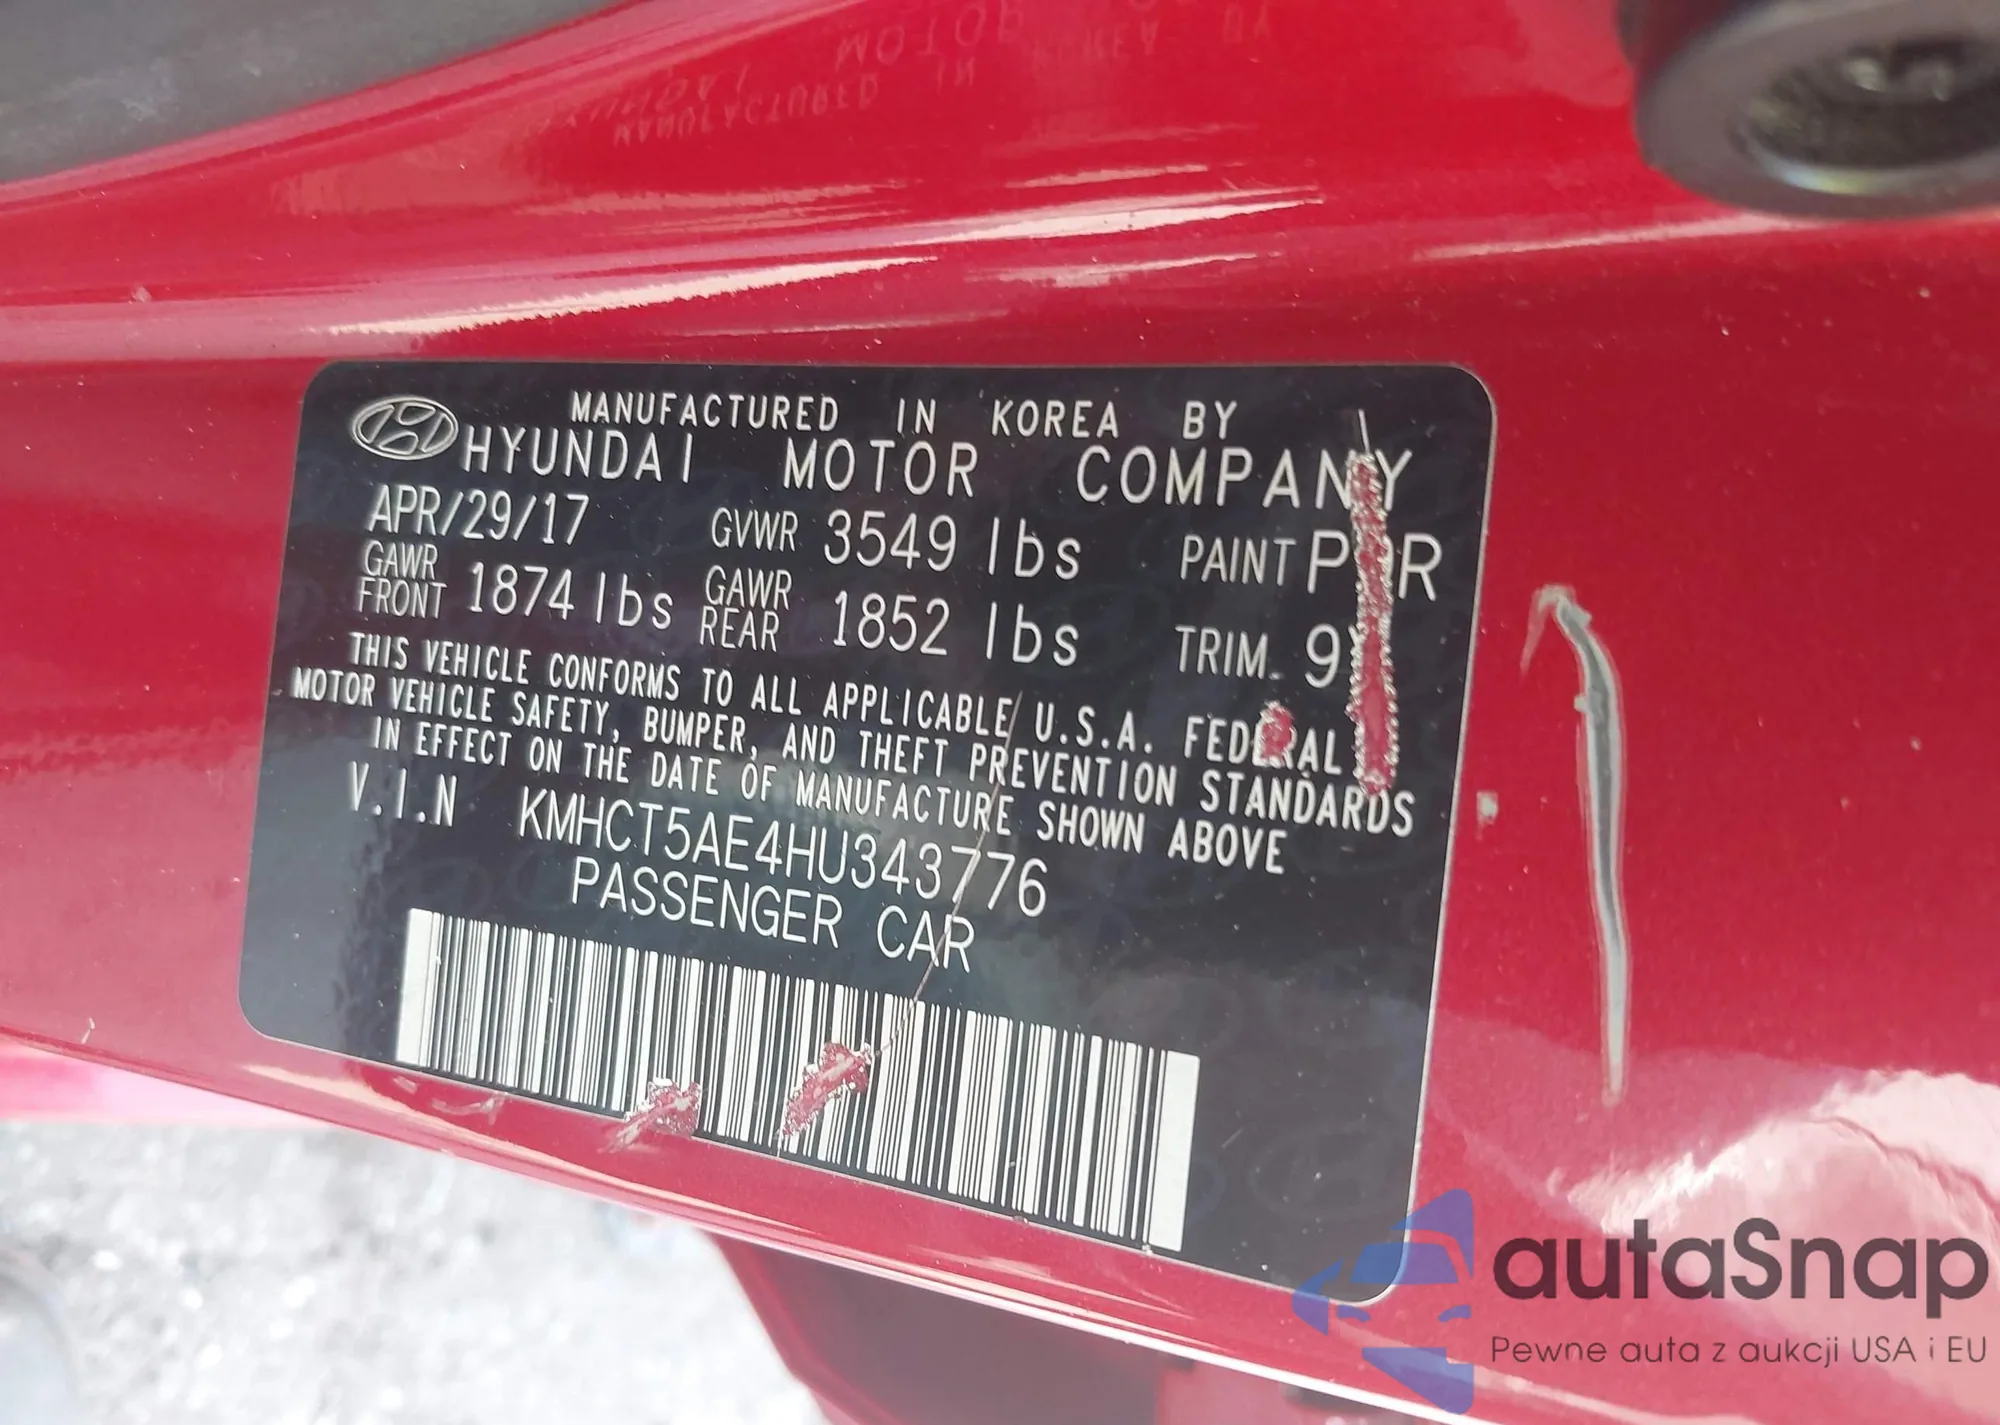 MANUFACTURED IN KOREA BY
HYUNDAI MOTOR COMPANY
APR/29/17 GVWR 3549 lbs PAINT
GAWR FRONT 1874 lbs GAWR REAR 1852 lbs TRIM
THIS VEHICLE CONFORMS TO ALL APPLICABLE U.S.A. FEDERAL
MOTOR VEHICLE SAFETY, BUMPER, AND THEFT PREVENTION STANDARDS
IN EFFECT ON THE DATE OF MANUFACTURE SHOWN ABOVE
V.I.N KMHCT5AE4HU343776
PASSENGER CAR
autaSnap
Pewne auta z aukcji USA i EU